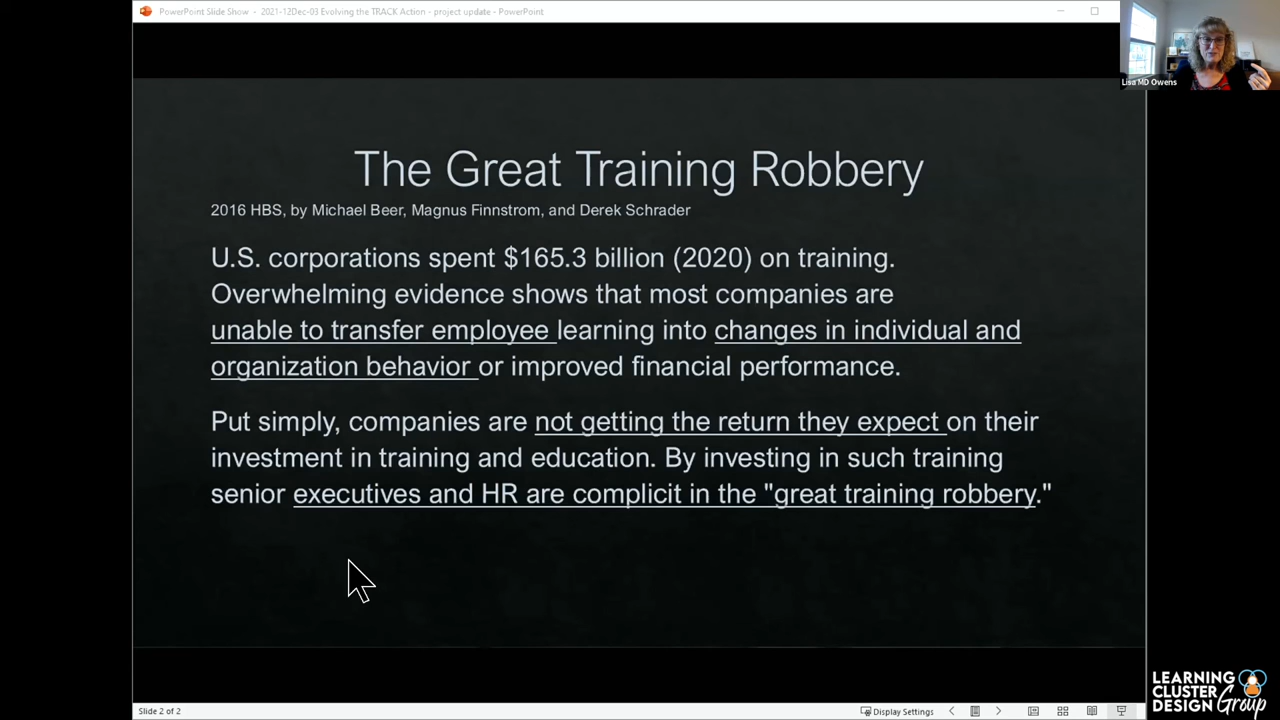 PowerPoint Slide Show - 2021-12Dec-03 Evolving the TRACK Action - project update - PowerPoint
Lisa MD Owens
The Great Training Robbery
2016 HBS, by Michael Beer, Magnus Finnstrom, and Derek Schrader
U.S. corporations spent $165.3 billion (2020) on training.
Overwhelming evidence shows that most companies are
unable to transfer employee learning into changes in individual and
organization behavior or improved financial performance.
Put simply, companies are not getting the return they expect on their
investment in training and education. By investing in such training
senior executives and HR are complicit in the "great training robbery."
Slide 2 of 2
Display Settings
LEARNING
CLUSTER
DESIGN
Group